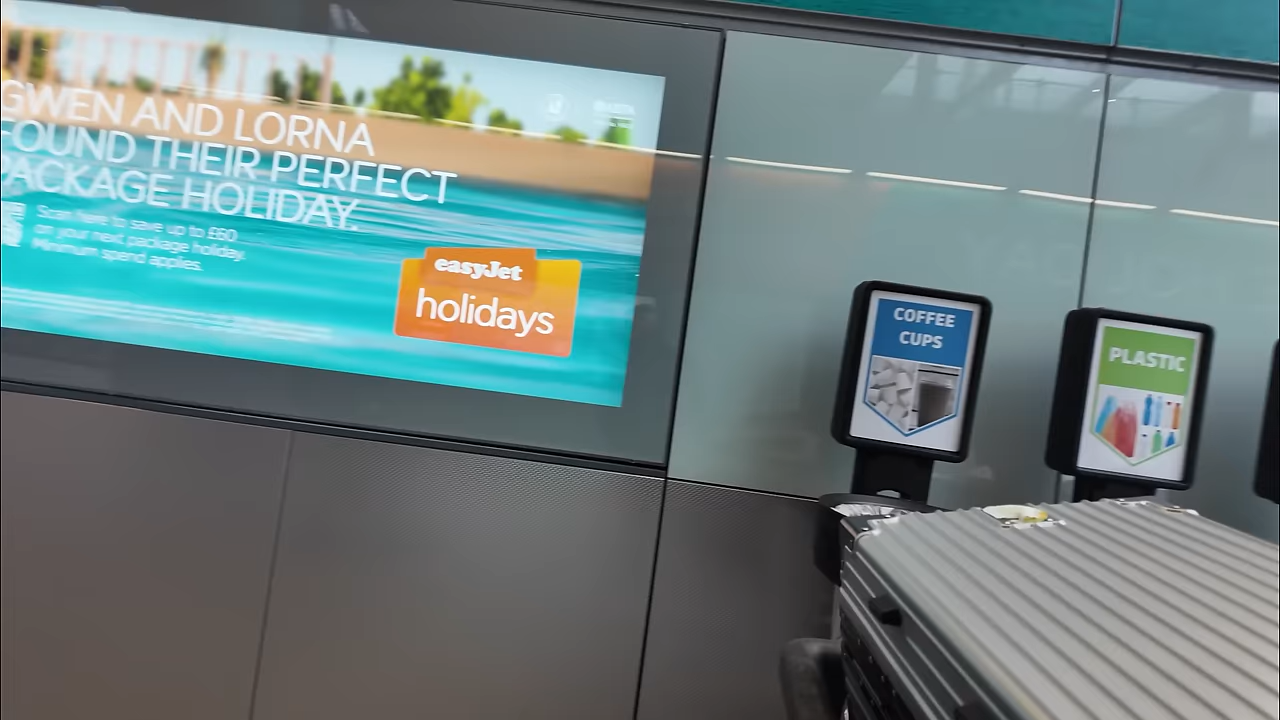 GWEN AND LORNA
FOUND THEIR PERFECT
PACKAGE HOLIDAY.
Scan here to save up to £60
on your next package holiday.
Minimum spend applies.
easyJet
holidays
COFFEE
CUPS
PLASTIC